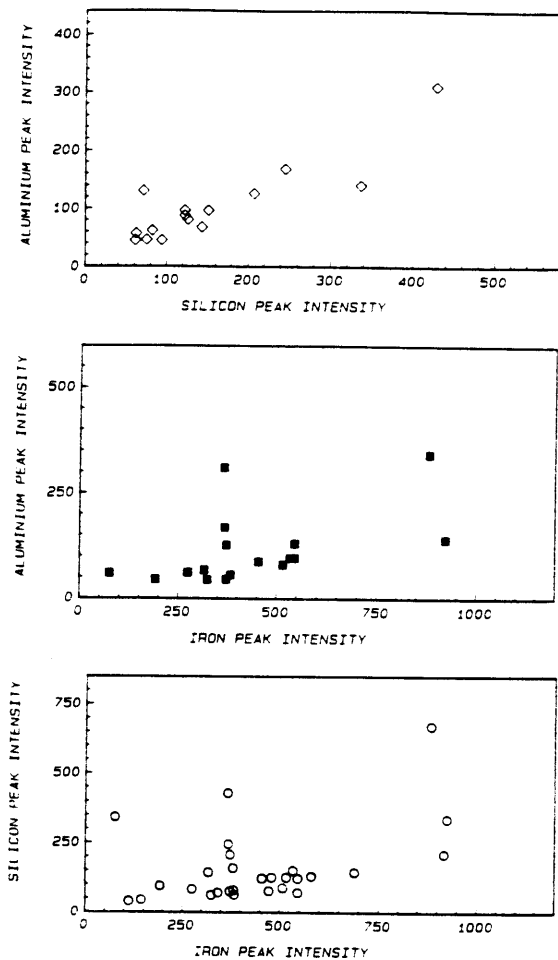 ALUMINIUM PEAK INTENSITY
400
300
200
100
0
0 100 200 300 400 500
SILICON PEAK INTENSITY
ALUMINIUM PEAK INTENSITY
500
250
0
0 250 500 750 1000
IRON PEAK INTENSITY
SILICON PEAK INTENSITY
750
500
250
0
0 250 500 750 1000
IRON PEAK INTENSITY